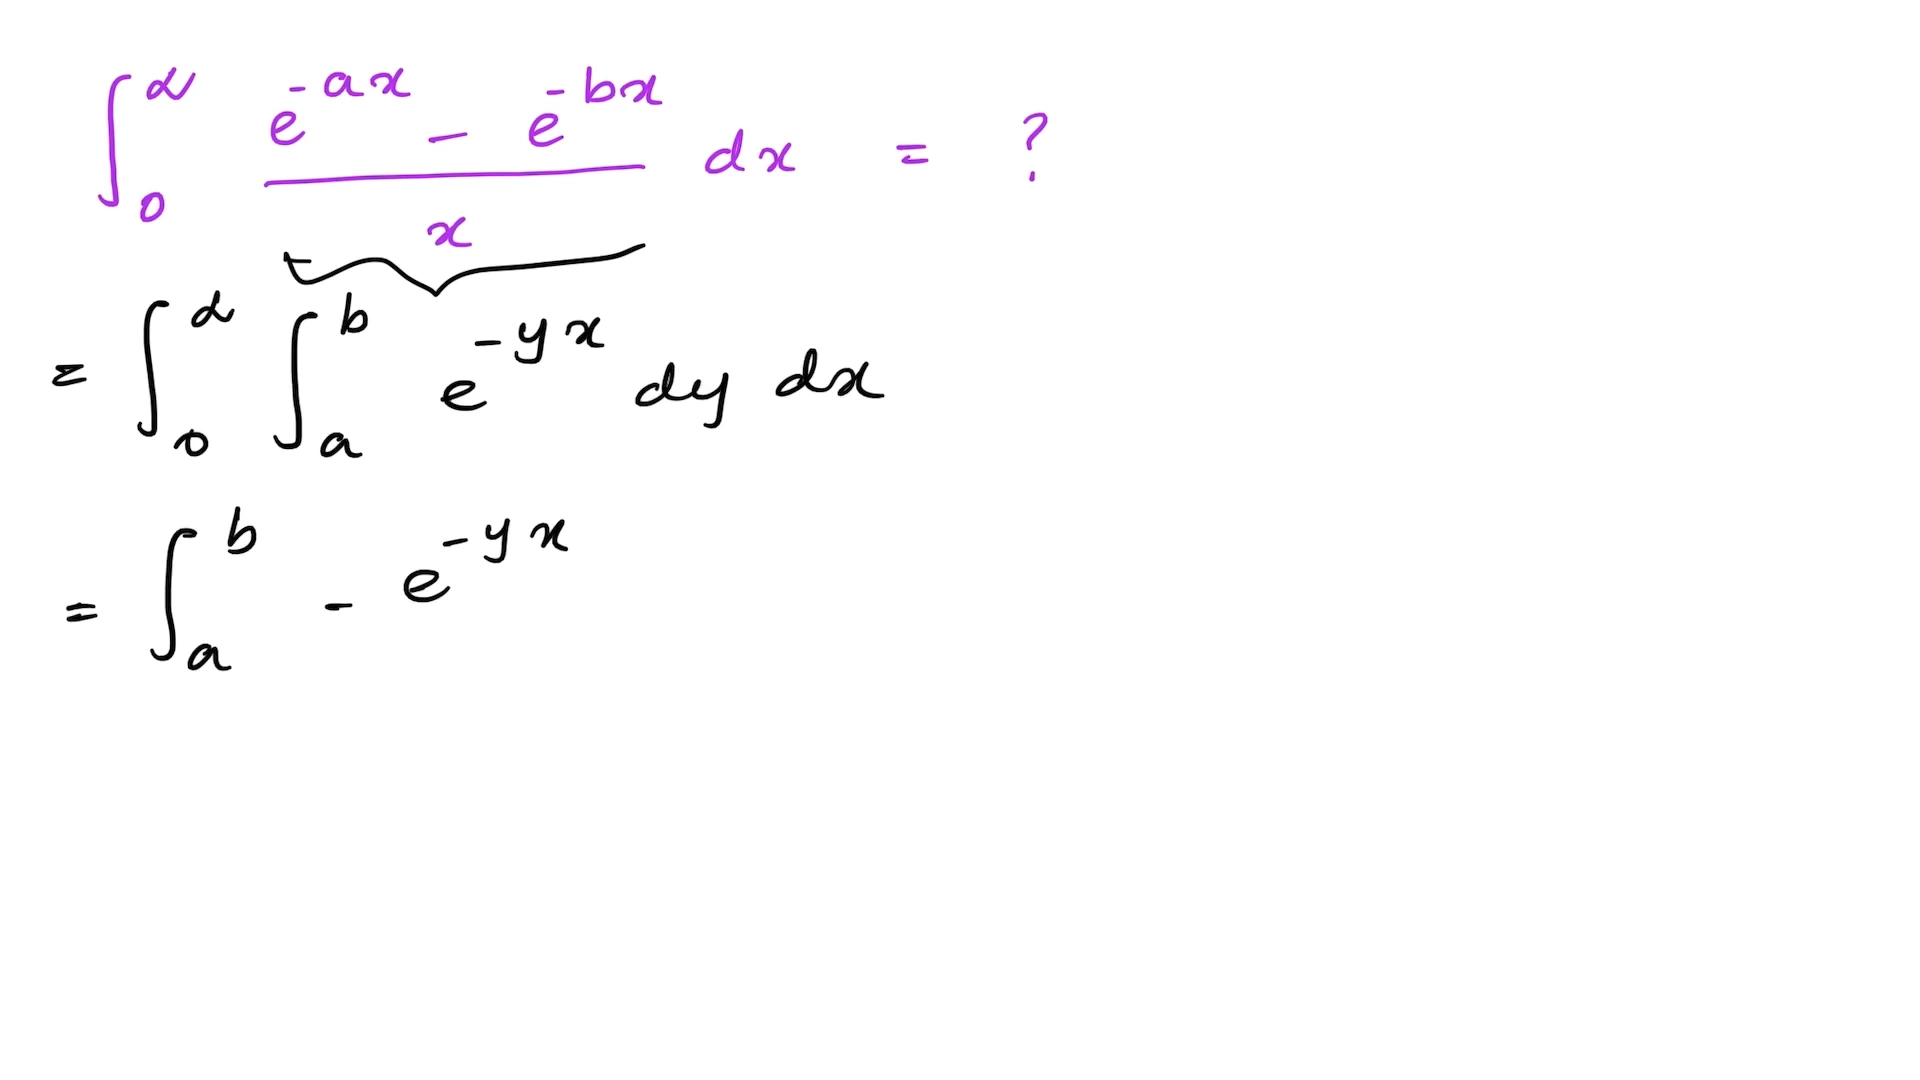 ∫₀^∞ (e^{-ax} - e^{-bx})/x dx = ?
= ∫₀^∞ ∫ₐ^b e^{-yx} dy dx
= ∫ₐ^b - e^{-yx}